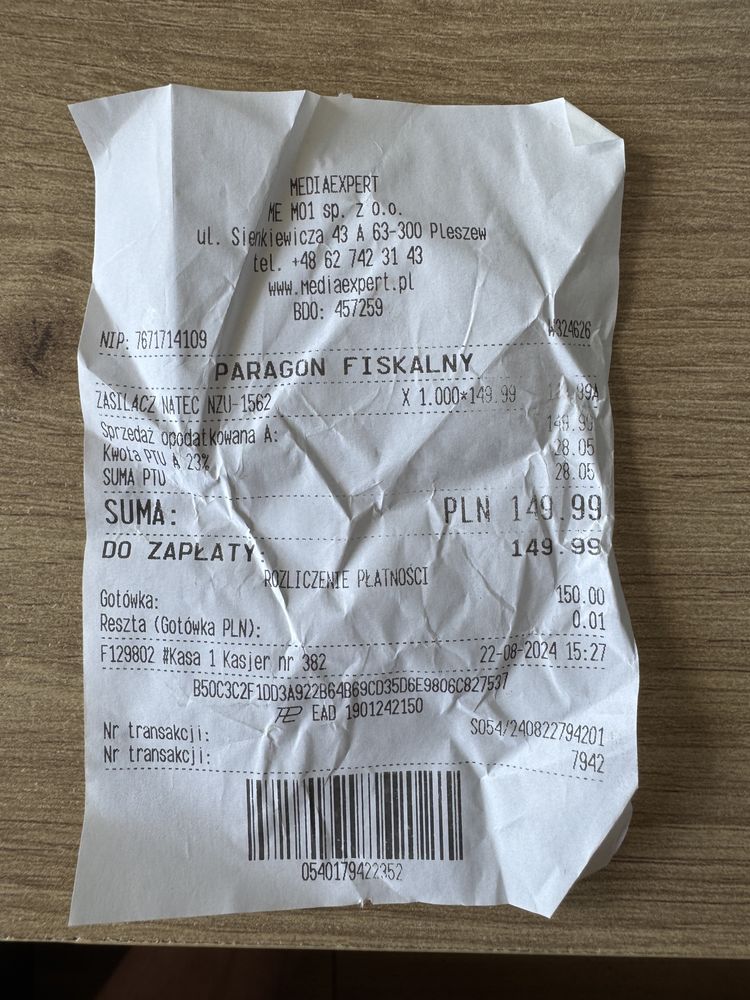 MEDIAEXPERT
ME M01 sp. z o.o.
ul. Sienkiewicza 43 A 63-300 Pleszew
tel. +48 62 742 31 43
www.mediaexpert.pl
BDO: 457259
NIP: 7671714109 W324626
PARAGON FISKALNY
ZASILACZ NATEC NZU-1562 X 1.000*149.99
Sprzedaż opodatkowana A: 149.99
Kwota PTU A 23% 28.05
SUMA PTU 28.05
SUMA: PLN 149.99
DO ZAPŁATY: 149.99
ROZLICZENIE PŁATNOŚCI
Gotówka: 150.00
Reszta (Gotówka PLN): 0.01
F129802 #Kasa 1 Kasjer nr 382 22-08-2024 15:27
B50C3C2F1DD3A922B64B69CD35D6E9806C827537
EAD 1901242150
Nr transakcji: S054/240822794201
Nr transakcji: 7942
0540179422352